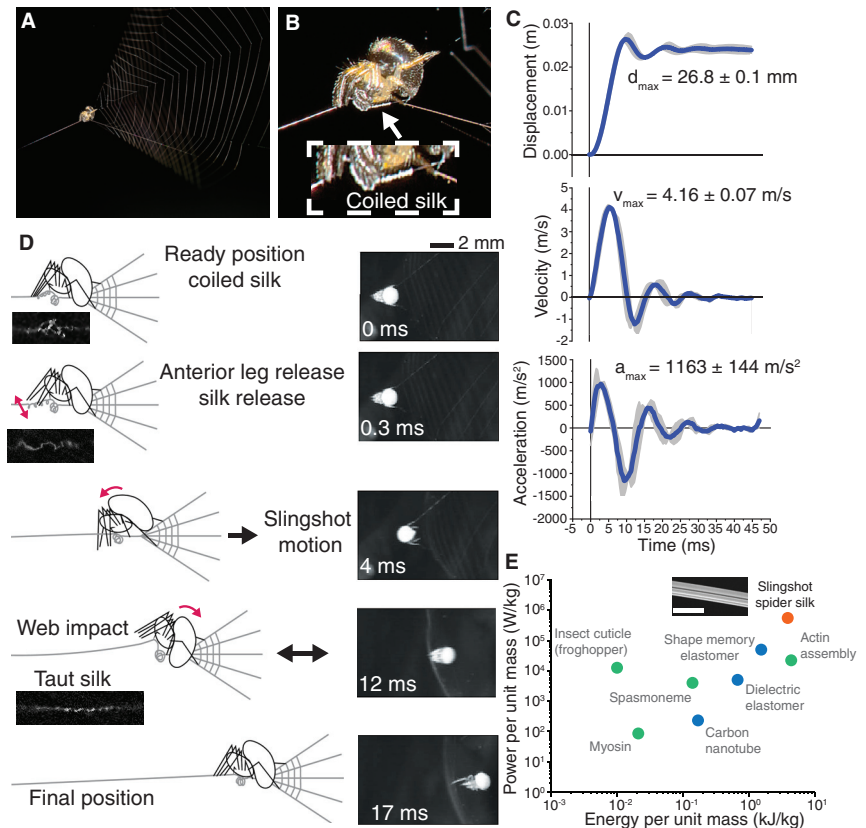 A
B
Coiled silk
C
Displacement (m)
0.03
0.02
0.01
0.00
d_max = 26.8 ± 0.1 mm
Velocity (m/s)
5
4
3
2
1
0
-1
-2
v_max = 4.16 ± 0.07 m/s
Acceleration (m/s²)
1500
1000
500
0
-500
-1000
-1500
-2000
a_max = 1163 ± 144 m/s²
-5 0 5 10 15 20 25 30 35 40 45 50
Time (ms)
D
Ready position
coiled silk
2 mm
0 ms
Anterior leg release
silk release
0.3 ms
Slingshot
motion
4 ms
Web impact
Taut silk
12 ms
Final position
17 ms
E
Power per unit mass (W/kg)
10⁷
10⁶
10⁵
10⁴
10³
10²
10¹
10⁰
Slingshot
spider silk
Insect cuticle
(froghopper)
Shape memory
elastomer
Actin
assembly
Spasmoneme
Dielectric
elastomer
Myosin
Carbon
nanotube
10⁻³ 10⁻² 10⁻¹ 10⁰ 10¹
Energy per unit mass (kJ/kg)